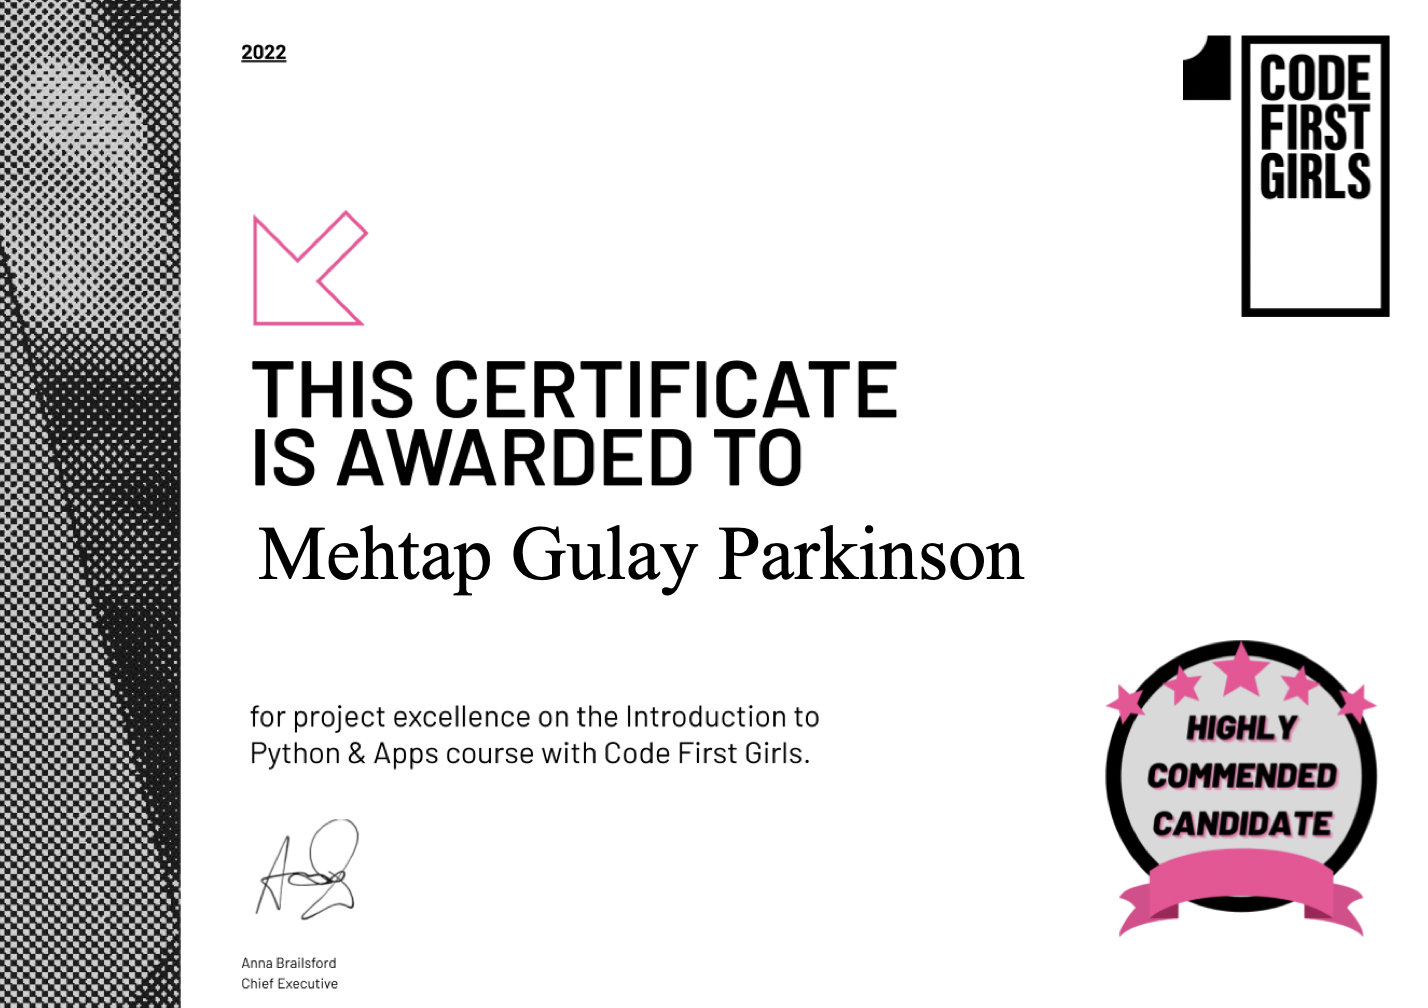 2022
CODE
FIRST
GIRLS
THIS CERTIFICATE
IS AWARDED TO
Mehtap Gulay Parkinson
for project excellence on the Introduction to
Python & Apps course with Code First Girls.
HIGHLY
COMMENDED
CANDIDATE
Anna Brailsford
Chief Executive